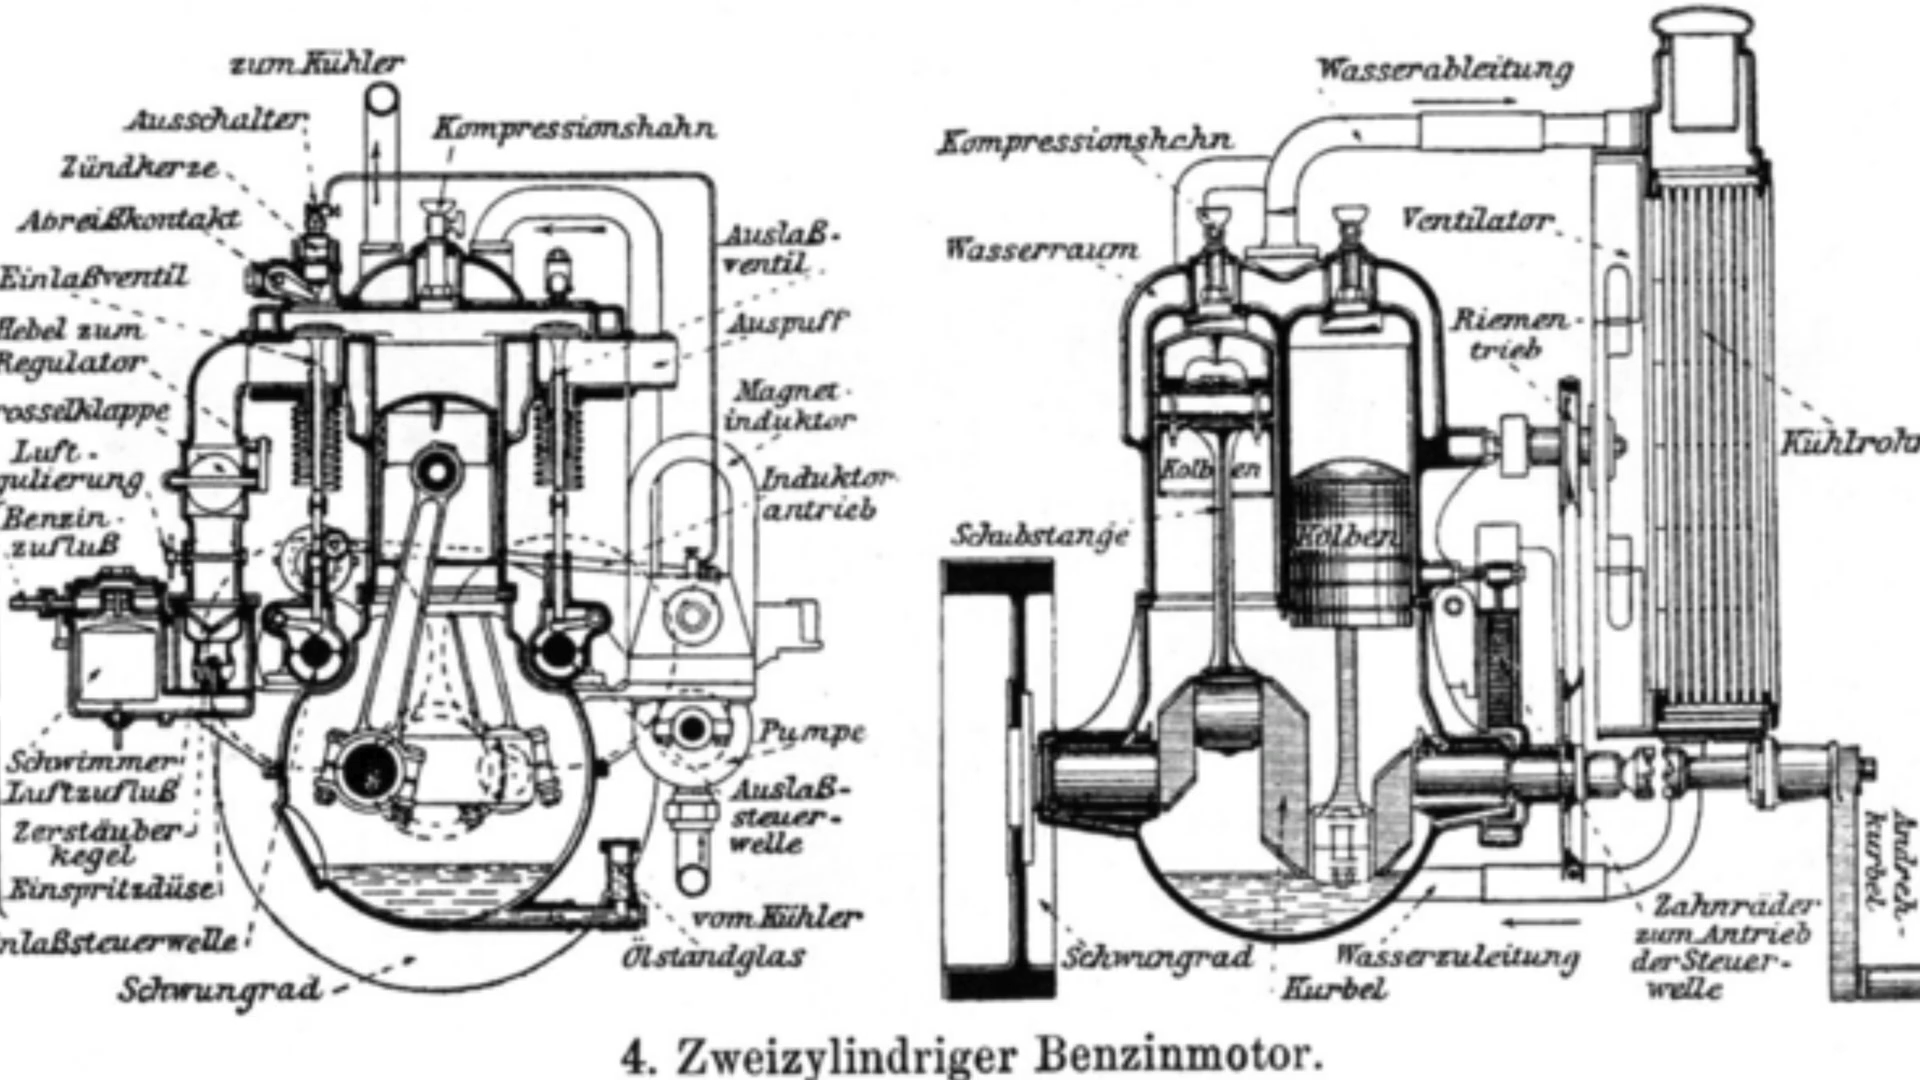 zum Kühler
Ausschalter
Kompressionshahn
Zündkerze
Abreißkontakt
Einlaßventil
Hebel zum
Regulator
rosselklappe
Luft-
gulierung
Benzin-
zufluß
Auslaß-
ventil
Auspuff
Magnet-
induktor
Induktor-
antrieb
Pumpe
Auslaß-
steuer-
welle
vom Kühler
Ölstandglas
Schwimmer
Luftzufluß
Zerstäuber
kegel
Einspritzdüse
nlaßsteuerwelle
Schwungrad
Wasserableitung
Kompressionshahn
Wasserraum
Ventilator
Riemen-
trieb
Kühlrohr
Kolben
Kolben
Schubstange
Schwungrad
Kurbel
Wasserzuleitung
Zahnräder
zum Antrieb
der Steuer-
welle
Andreh-
kurbel
4. Zweizylindriger Benzinmotor.